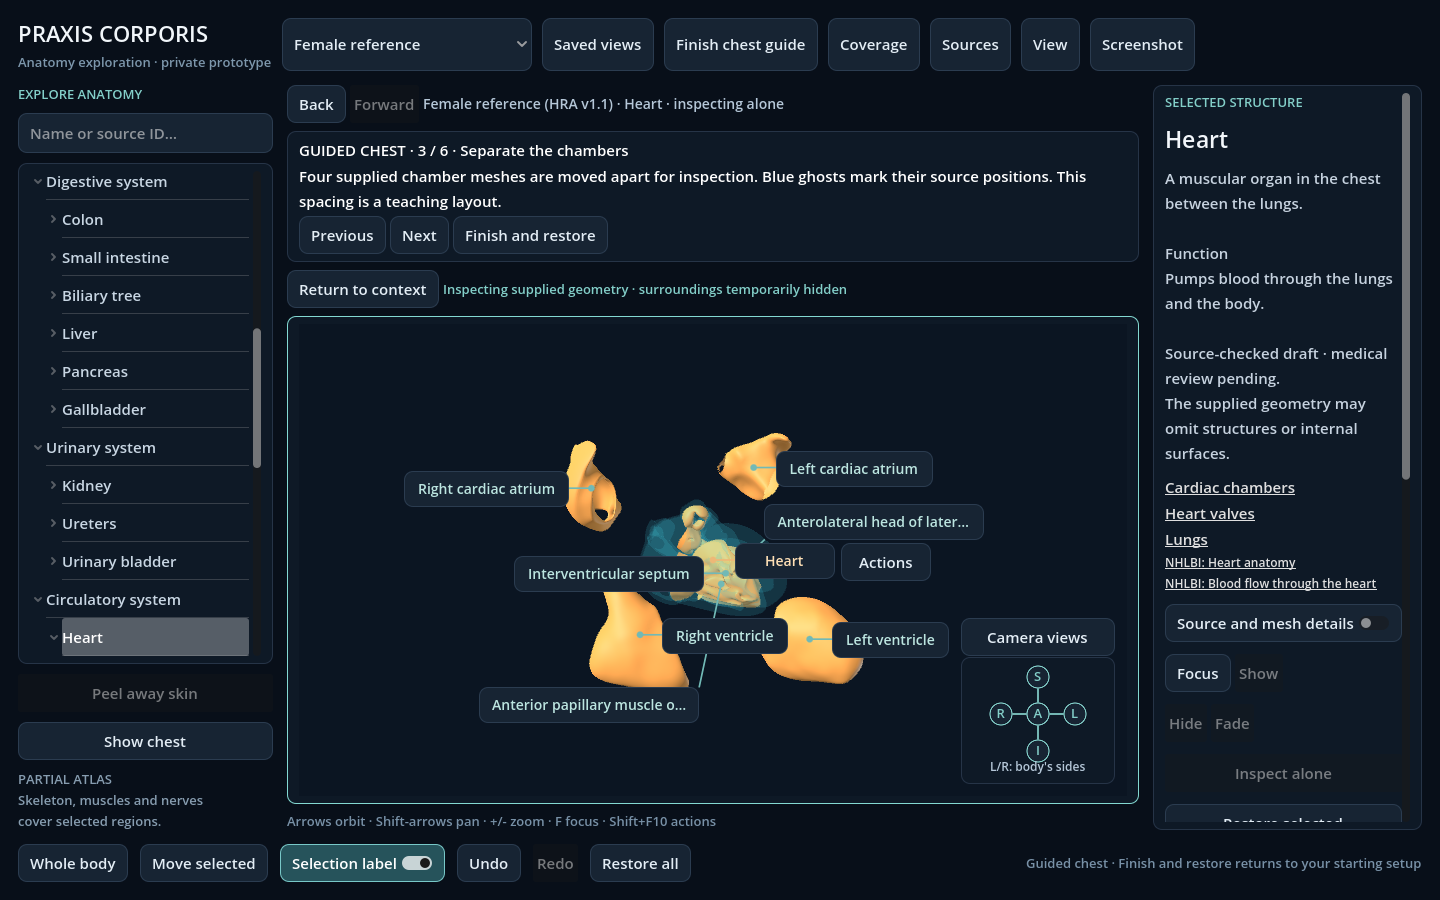 PRAXIS CORPORIS
Anatomy exploration · private prototype
Female reference
Saved views
Finish chest guide
Coverage
Sources
View
Screenshot
EXPLORE ANATOMY
Name or source ID...
Digestive system
Colon
Small intestine
Biliary tree
Liver
Pancreas
Gallbladder
Urinary system
Kidney
Ureters
Urinary bladder
Circulatory system
Heart
Peel away skin
Show chest
PARTIAL ATLAS
Skeleton, muscles and nerves
cover selected regions.
Back
Forward
Female reference (HRA v1.1) · Heart · inspecting alone
GUIDED CHEST · 3 / 6 · Separate the chambers
Four supplied chamber meshes are moved apart for inspection. Blue ghosts mark their source positions. This
spacing is a teaching layout.
Previous
Next
Finish and restore
Return to context
Inspecting supplied geometry · surroundings temporarily hidden
Left cardiac atrium
Right cardiac atrium
Anterolateral head of later...
Heart
Actions
Interventricular septum
Right ventricle
Left ventricle
Anterior papillary muscle o...
Camera views
S
R
A
L
I
L/R: body's sides
Arrows orbit · Shift-arrows pan · +/- zoom · F focus · Shift+F10 actions
SELECTED STRUCTURE
Heart
A muscular organ in the chest
between the lungs.
Function
Pumps blood through the lungs
and the body.
Source-checked draft · medical
review pending.
The supplied geometry may
omit structures or internal
surfaces.
Cardiac chambers
Heart valves
Lungs
NHLBI: Heart anatomy
NHLBI: Blood flow through the heart
Source and mesh details
Focus
Show
Hide
Fade
Inspect alone
Restore selected
Whole body
Move selected
Selection label
Undo
Redo
Restore all
Guided chest · Finish and restore returns to your starting setup